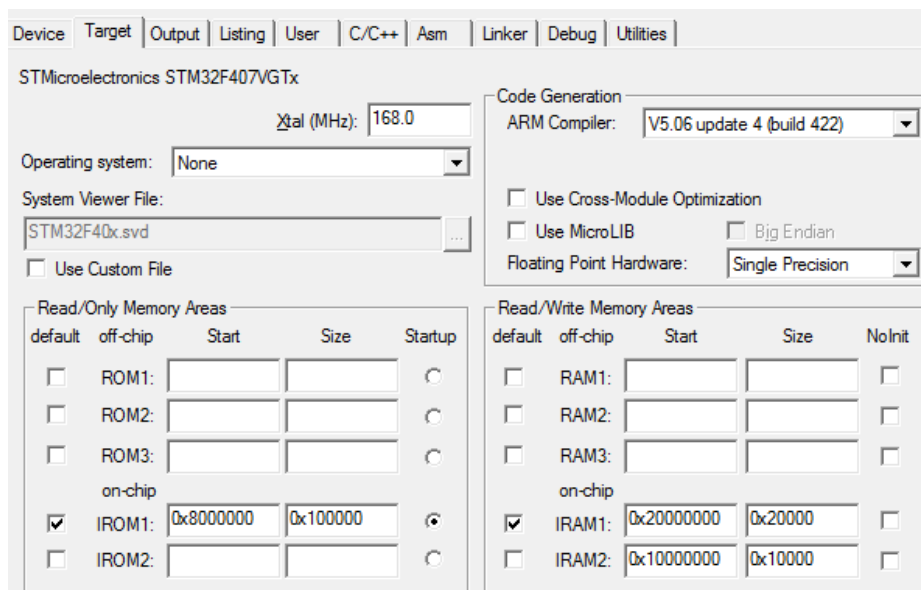 Device Target Output Listing User C/C++ Asm Linker Debug Utilities
STMicroelectronics STM32F407VGTx
Xtal (MHz): 168.0
Operating system: None
System Viewer File:
STM32F40x.svd ...
Use Custom File
Code Generation
ARM Compiler: V5.06 update 4 (build 422)
Use Cross-Module Optimization
Use MicroLIB Big Endian
Floating Point Hardware: Single Precision
Read/Only Memory Areas
default off-chip Start Size Startup
ROM1:
ROM2:
ROM3:
on-chip
IROM1: 0x8000000 0x100000
IROM2:
Read/Write Memory Areas
default off-chip Start Size NoInit
RAM1:
RAM2:
RAM3:
on-chip
IRAM1: 0x20000000 0x20000
IRAM2: 0x10000000 0x10000